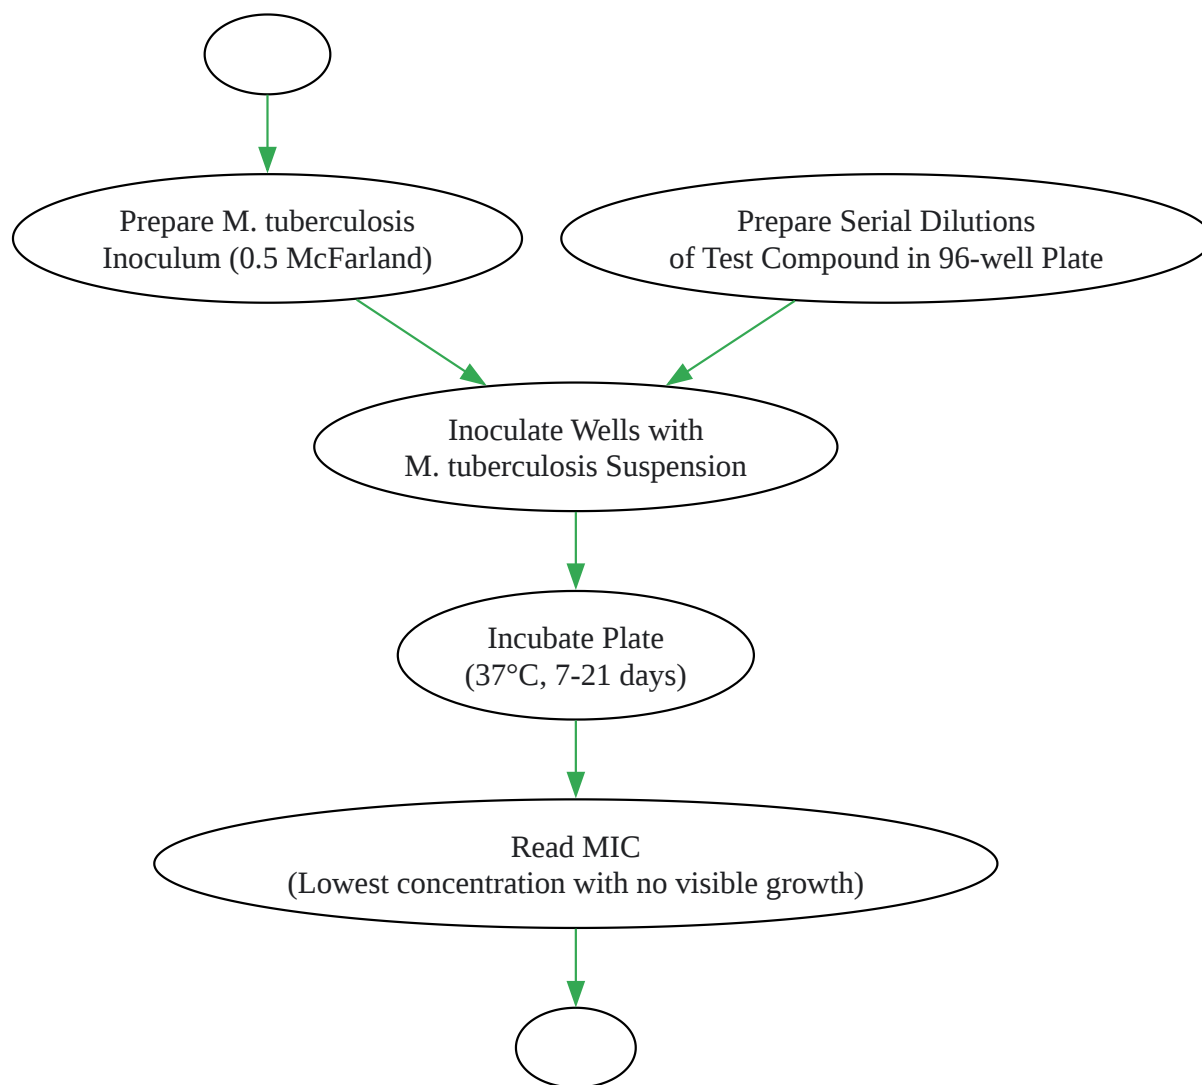 Prepare M. tuberculosis
Inoculum (0.5 McFarland)
Prepare Serial Dilutions
of Test Compound in 96-well Plate
Inoculate Wells with
M. tuberculosis Suspension
Incubate Plate
(37°C, 7-21 days)
Read MIC
(Lowest concentration with no visible growth)